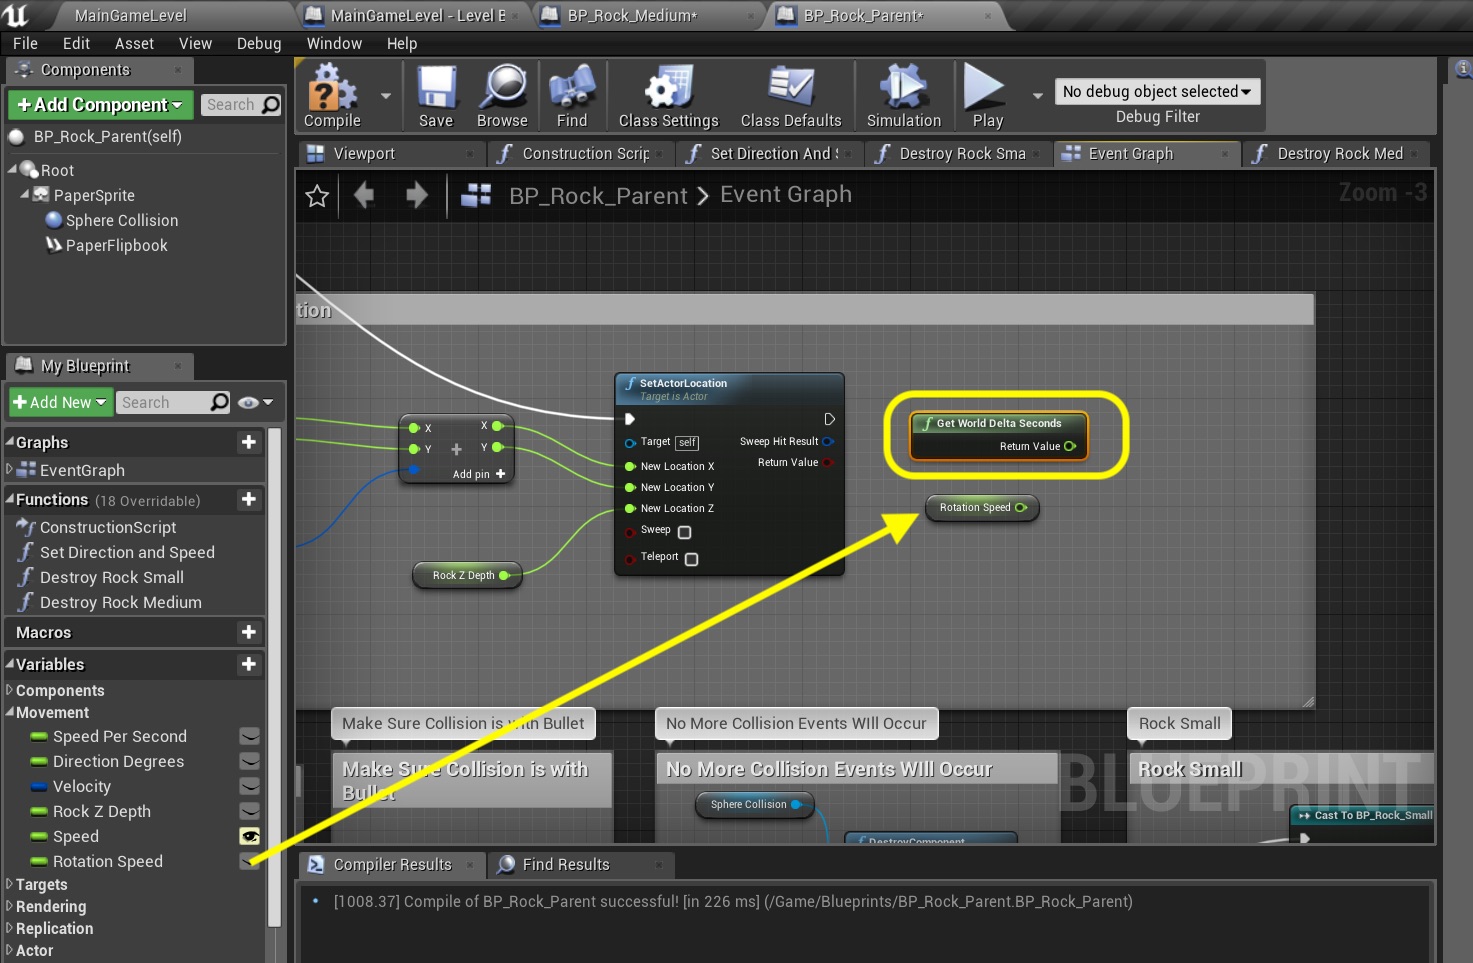 MainGameLevel
MainGameLevel - Level B
BP_Rock_Medium*
BP_Rock_Parent*
File Edit Asset View Debug Window Help
Components
+Add Component
Search
BP_Rock_Parent(self)
Root
PaperSprite
Sphere Collision
PaperFlipbook
Compile
Save
Browse
Find
Class Settings
Class Defaults
Simulation
Play
No debug object selected
Debug Filter
Viewport
Construction Scrip
Set Direction And S
Destroy Rock Sma
Event Graph
Destroy Rock Med
BP_Rock_Parent > Event Graph
Zoom -3
My Blueprint
+Add New
Search
Graphs
EventGraph
Functions (18 Overridable)
ConstructionScript
Set Direction and Speed
Destroy Rock Small
Destroy Rock Medium
Macros
Variables
Components
Movement
Speed Per Second
Direction Degrees
Velocity
Rock Z Depth
Speed
Rotation Speed
Targets
Rendering
Replication
Actor
tion
X X
Y Y
Add pin +
Rock Z Depth
SetActorLocation
Target is Actor
Target self
Sweep Hit Result
New Location X
Return Value
New Location Y
New Location Z
Sweep
Teleport
Get World Delta Seconds
Return Value
Rotation Speed
Make Sure Collision is with Bullet
Make Sure Collision is with
Bullet
No More Collision Events WIll Occur
No More Collision Events WIll Occur
Sphere Collision
DestroyComponent
Rock Small
Rock Small
BLUEPRINT
Cast To BP_Rock_Small
Compiler Results
Find Results
[1008.37] Compile of BP_Rock_Parent successful! [in 226 ms] (/Game/Blueprints/BP_Rock_Parent.BP_Rock_Parent)